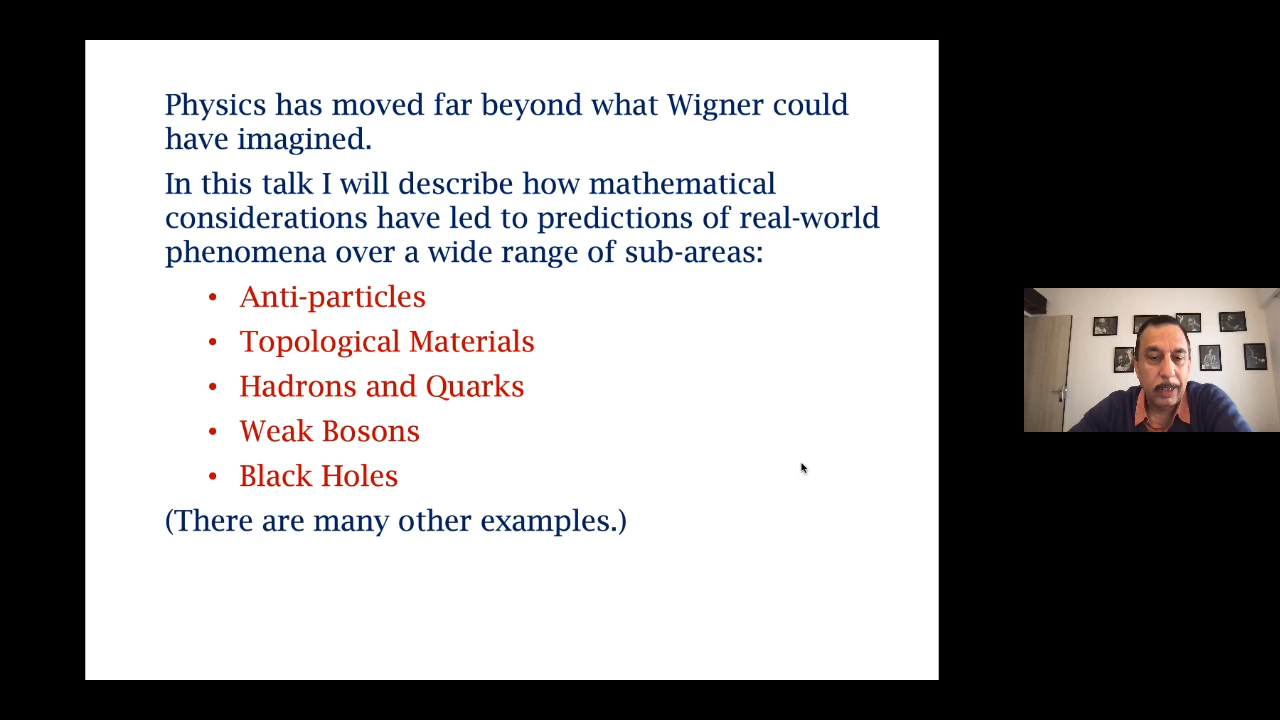 Physics has moved far beyond what Wigner could
have imagined.
In this talk I will describe how mathematical
considerations have led to predictions of real-world
phenomena over a wide range of sub-areas:
• Anti-particles
• Topological Materials
• Hadrons and Quarks
• Weak Bosons
• Black Holes
(There are many other examples.)